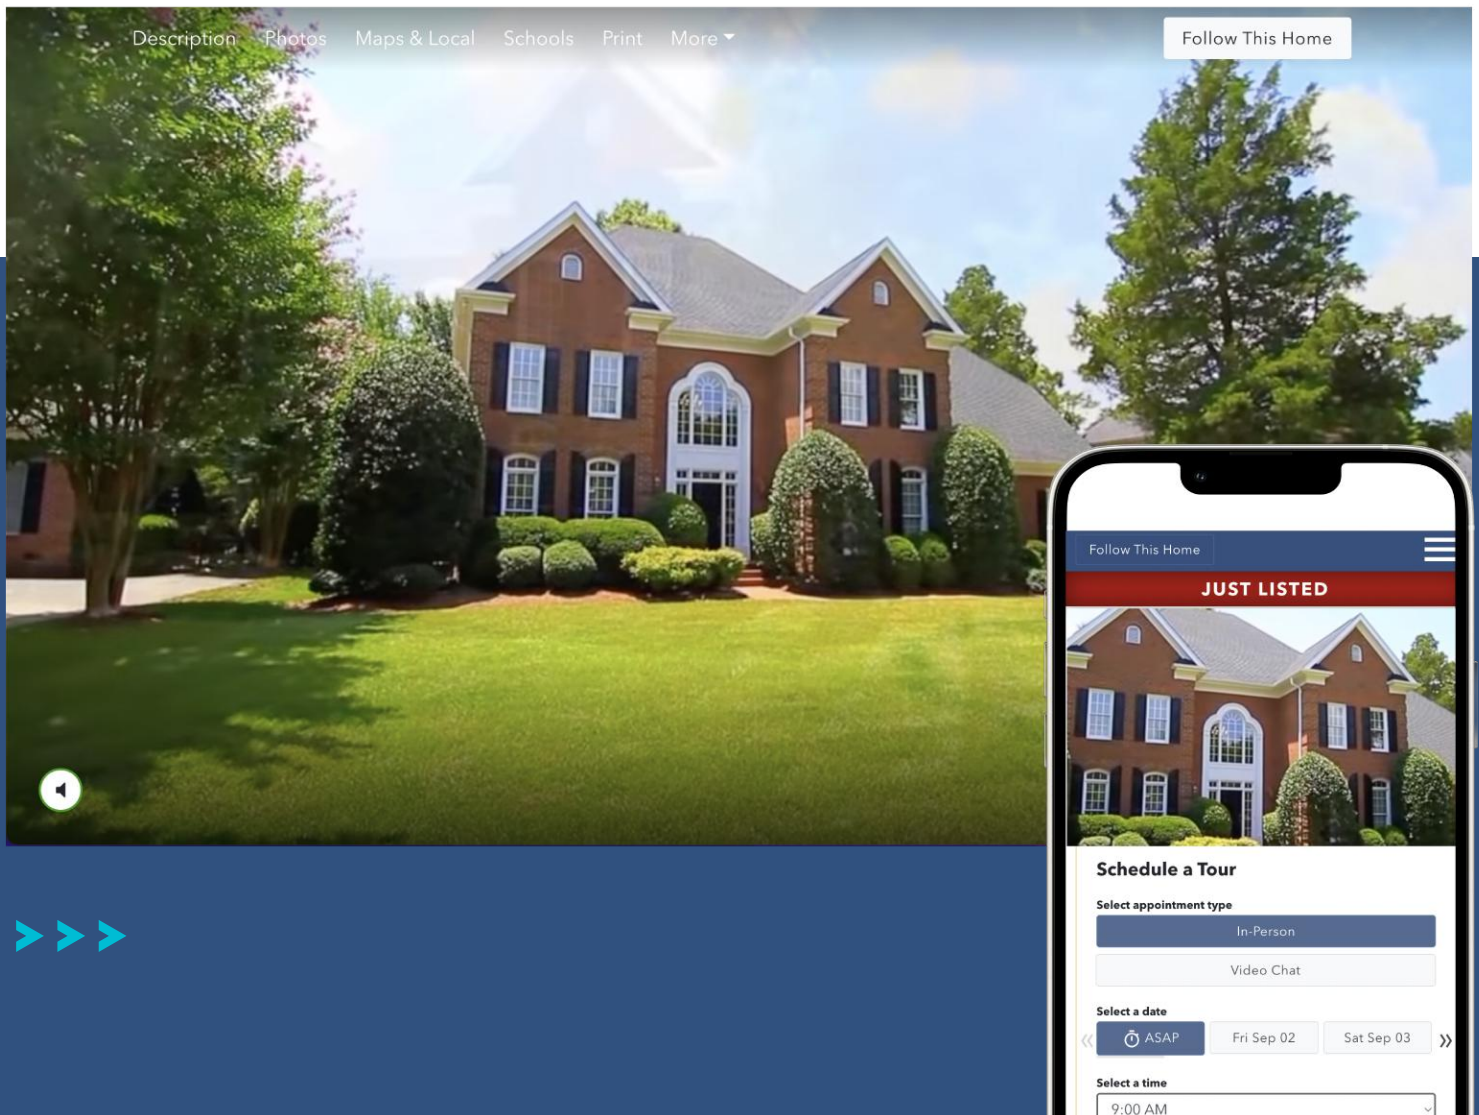 Description Photos Maps & Local Schools Print More
Follow This Home
Follow This Home
JUST LISTED
Schedule a Tour
Select appointment type
In-Person
Video Chat
Select a date
« ASAP Fri Sep 02 Sat Sep 03 »
Select a time
9:00 AM
> > >